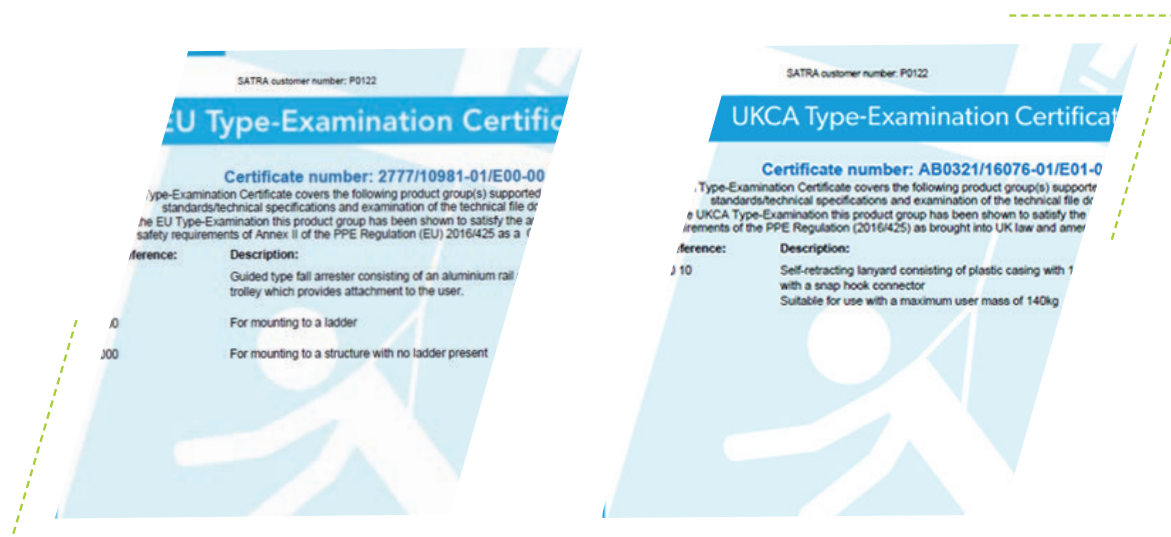 SATRA customer number: P0122
EU Type-Examination Certific
Certificate number: 2777/10981-01/E00-00
Type-Examination Certificate covers the following product group(s) supported
standards/technical specifications and examination of the technical file
he EU Type-Examination this product group has been shown to satisfy the
safety requirements of Annex II of the PPE Regulation (EU) 2016/425 as a
ference: Description:
Guided type fall arrester consisting of an aluminium rail
trolley which provides attachment to the user.
For mounting to a ladder
000 For mounting to a structure with no ladder present
SATRA customer number: P0122
UKCA Type-Examination Certificat
Certificate number: AB0321/16076-01/E01-0
Type-Examination Certificate covers the following product group(s) supporte
standards/technical specifications and examination of the technical file
e UKCA Type-Examination this product group has been shown to satisfy the
irements of the PPE Regulation (2016/425) as brought into UK law and
ference: Description:
10 Self-retracting lanyard consisting of plastic casing with 1
with a snap hook connector
Suitable for use with a maximum user mass of 140kg